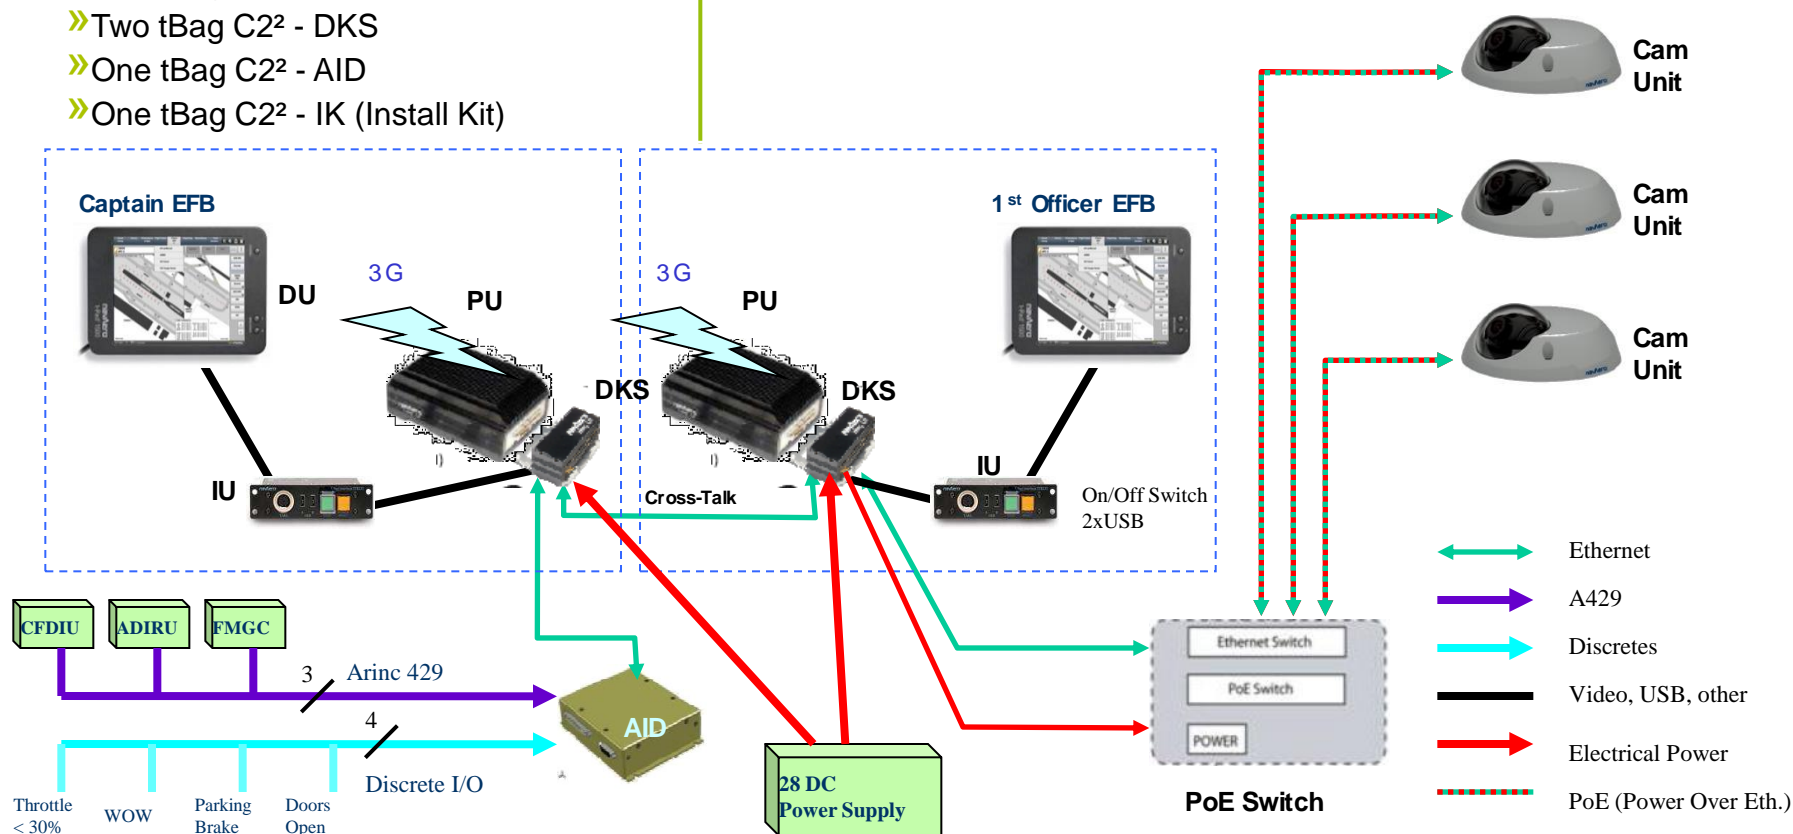 » Two tBag C2² - DKS
» One tBag C2² - AID
» One tBag C2² - IK (Install Kit)
Captain EFB
1st Officer EFB
DU
3G
PU
3G
PU
DKS
DKS
IU
IU
Cross-Talk
On/Off Switch
2xUSB
Cam
Unit
Cam
Unit
Cam
Unit
CFDIU
ADIRU
FMGC
3
Arinc 429
4
Discrete I/O
Throttle
< 30%
WOW
Parking
Brake
Doors
Open
AID
28 DC
Power Supply
Ethernet Switch
PoE Switch
POWER
PoE Switch
Ethernet
A429
Discretes
Video, USB, other
Electrical Power
PoE (Power Over Eth.)